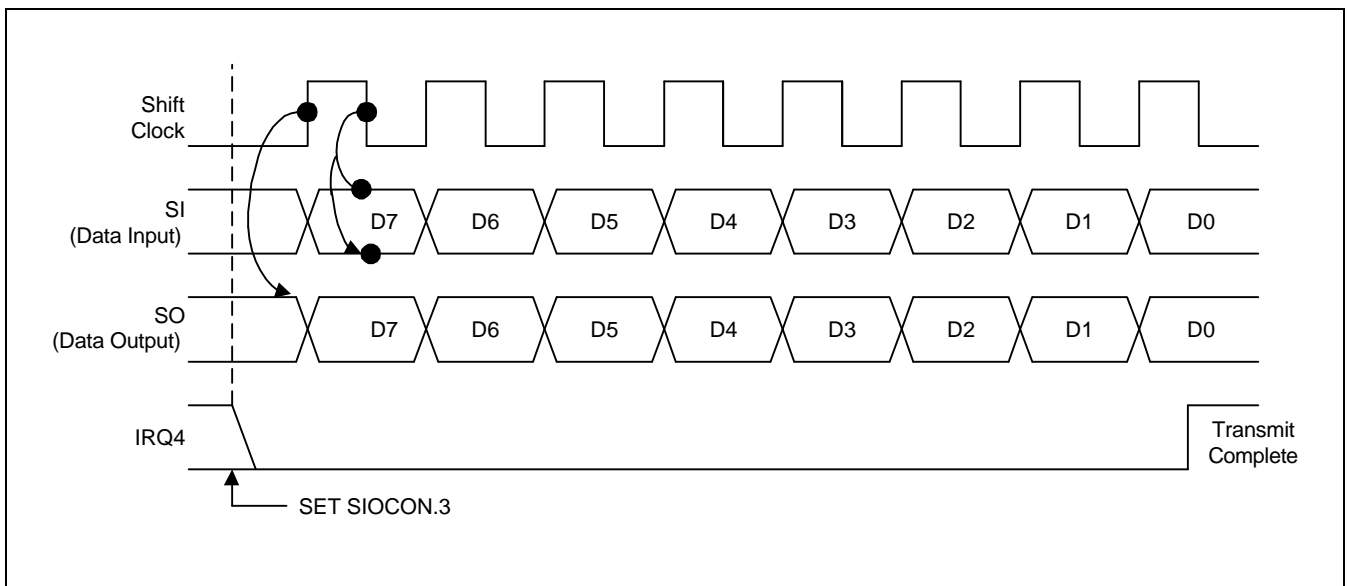 Shift
Clock
SI
(Data Input)
D7 D6 D5 D4 D3 D2 D1 D0
SO
(Data Output)
D7 D6 D5 D4 D3 D2 D1 D0
IRQ4
Transmit
Complete
SET SIOCON.3